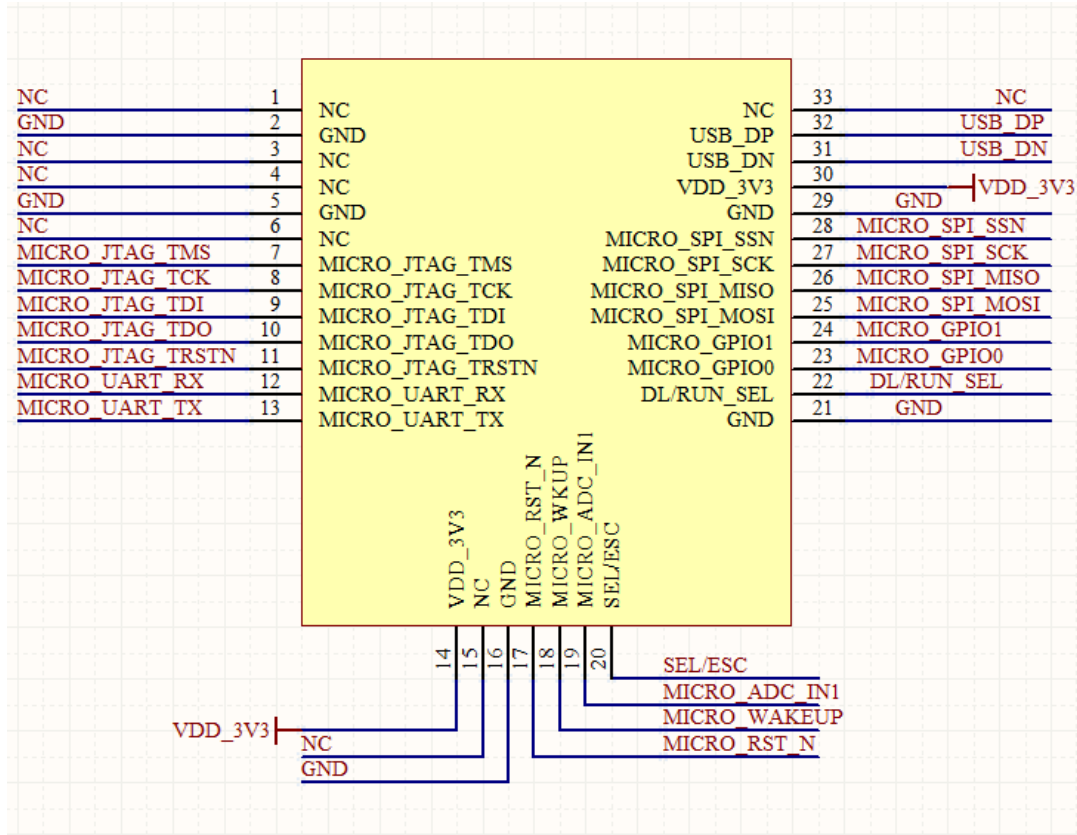 NC 1 NC
GND 2 GND
NC 3 NC
NC 4 NC
GND 5 GND
NC 6 NC
MICRO_JTAG_TMS 7 MICRO_JTAG_TMS
MICRO_JTAG_TCK 8 MICRO_JTAG_TCK
MICRO_JTAG_TDI 9 MICRO_JTAG_TDI
MICRO_JTAG_TDO 10 MICRO_JTAG_TDO
MICRO_JTAG_TRSTN 11 MICRO_JTAG_TRSTN
MICRO_UART_RX 12 MICRO_UART_RX
MICRO_UART_TX 13 MICRO_UART_TX
NC 33 NC
USB_DP 32 USB_DP
USB_DN 31 USB_DN
VDD_3V3 30 VDD_3V3
GND 29 GND
MICRO_SPI_SSN 28 MICRO_SPI_SSN
MICRO_SPI_SCK 27 MICRO_SPI_SCK
MICRO_SPI_MISO 26 MICRO_SPI_MISO
MICRO_SPI_MOSI 25 MICRO_SPI_MOSI
MICRO_GPIO1 24 MICRO_GPIO1
MICRO_GPIO0 23 MICRO_GPIO0
DL/RUN_SEL 22 DL/RUN_SEL
GND 21 GND
VDD_3V3 14
NC 15
GND 16
MICRO_RST_N 17
MICRO_WKUP 18
MICRO_ADC_IN1 19
SEL/ESC 20
SEL/ESC
MICRO_ADC_IN1
MICRO_WAKEUP
VDD_3V3
NC MICRO_RST_N
GND